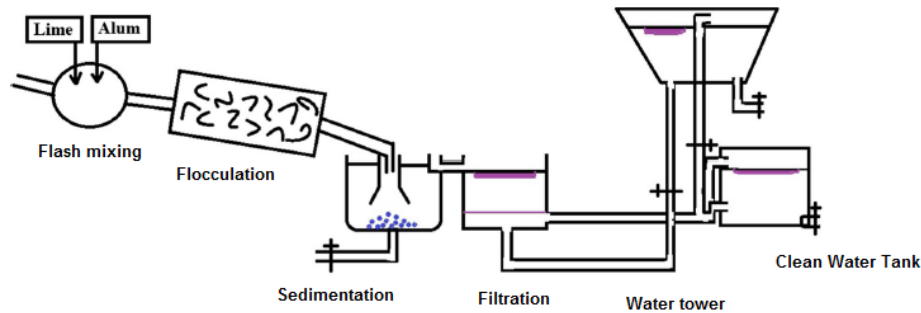 Lime
Alum
Flash mixing
Flocculation
Sedimentation
Filtration
Water tower
Clean Water Tank